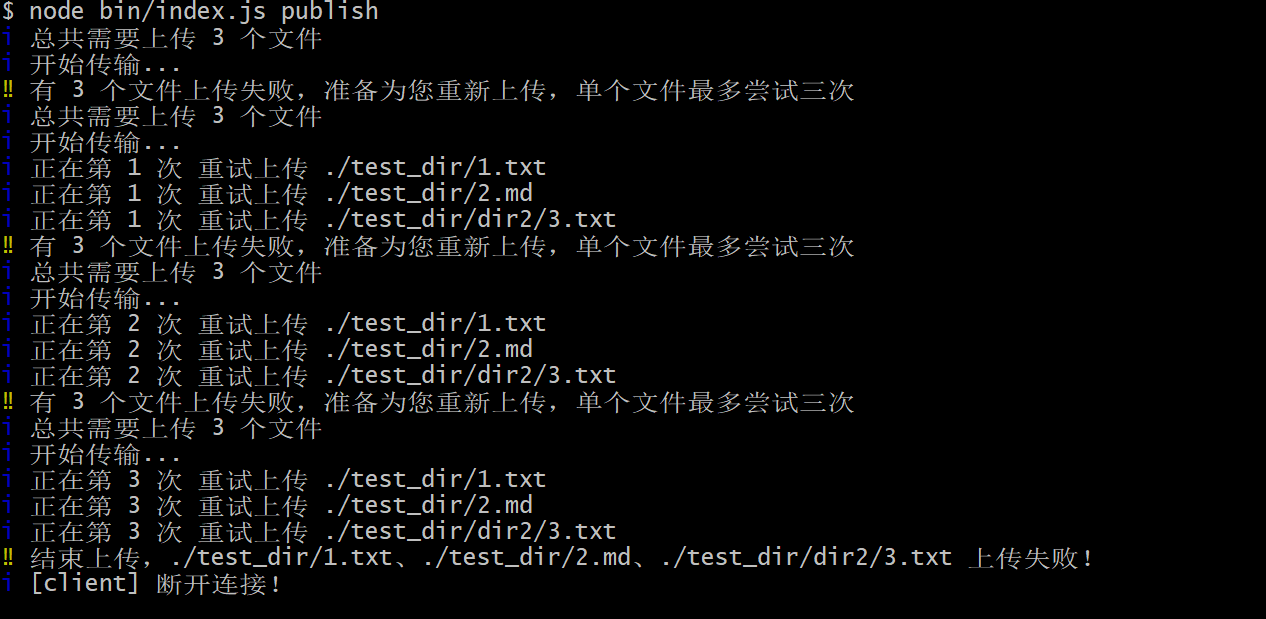 $ node bin/index.js publish
i 总共需要上传 3 个文件
i 开始传输...
‼ 有 3 个文件上传失败，准备为您重新上传，单个文件最多尝试三次
i 总共需要上传 3 个文件
i 开始传输...
i 正在第 1 次 重试上传 ./test_dir/1.txt
i 正在第 1 次 重试上传 ./test_dir/2.md
i 正在第 1 次 重试上传 ./test_dir/dir2/3.txt
‼ 有 3 个文件上传失败，准备为您重新上传，单个文件最多尝试三次
i 总共需要上传 3 个文件
i 开始传输...
i 正在第 2 次 重试上传 ./test_dir/1.txt
i 正在第 2 次 重试上传 ./test_dir/2.md
i 正在第 2 次 重试上传 ./test_dir/dir2/3.txt
‼ 有 3 个文件上传失败，准备为您重新上传，单个文件最多尝试三次
i 总共需要上传 3 个文件
i 开始传输...
i 正在第 3 次 重试上传 ./test_dir/1.txt
i 正在第 3 次 重试上传 ./test_dir/2.md
i 正在第 3 次 重试上传 ./test_dir/dir2/3.txt
‼ 结束上传，./test_dir/1.txt、./test_dir/2.md、./test_dir/dir2/3.txt 上传失败！
i [client] 断开连接！